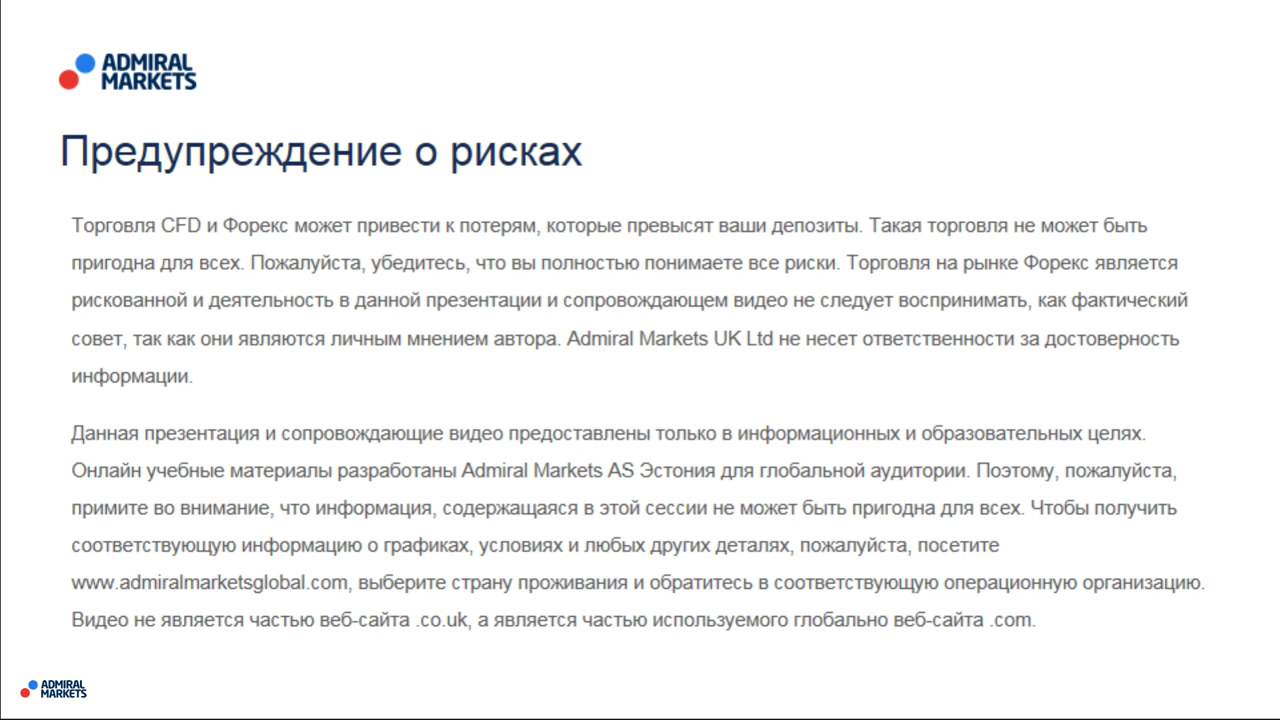 ADMIRAL
MARKETS
Предупреждение о рисках
Торговля CFD и Форекс может привести к потерям, которые превысят ваши депозиты. Такая торговля не может быть
пригодна для всех. Пожалуйста, убедитесь, что вы полностью понимаете все риски. Торговля на рынке Форекс является
рискованной и деятельность в данной презентации и сопровождающем видео не следует воспринимать, как фактический
совет, так как они являются личным мнением автора. Admiral Markets UK Ltd не несет ответственности за достоверность
информации.
Данная презентация и сопровождающие видео предоставлены только в информационных и образовательных целях.
Онлайн учебные материалы разработаны Admiral Markets AS Эстония для глобальной аудитории. Поэтому, пожалуйста,
примите во внимание, что информация, содержащаяся в этой сессии не может быть пригодна для всех. Чтобы получить
соответствующую информацию о графиках, условиях и любых других деталях, пожалуйста, посетите
www.admiralmarketsglobal.com, выберите страну проживания и обратитесь в соответствующую операционную организацию.
Видео не является частью веб-сайта .co.uk, а является частью используемого глобально веб-сайта .com.
ADMIRAL
MARKETS